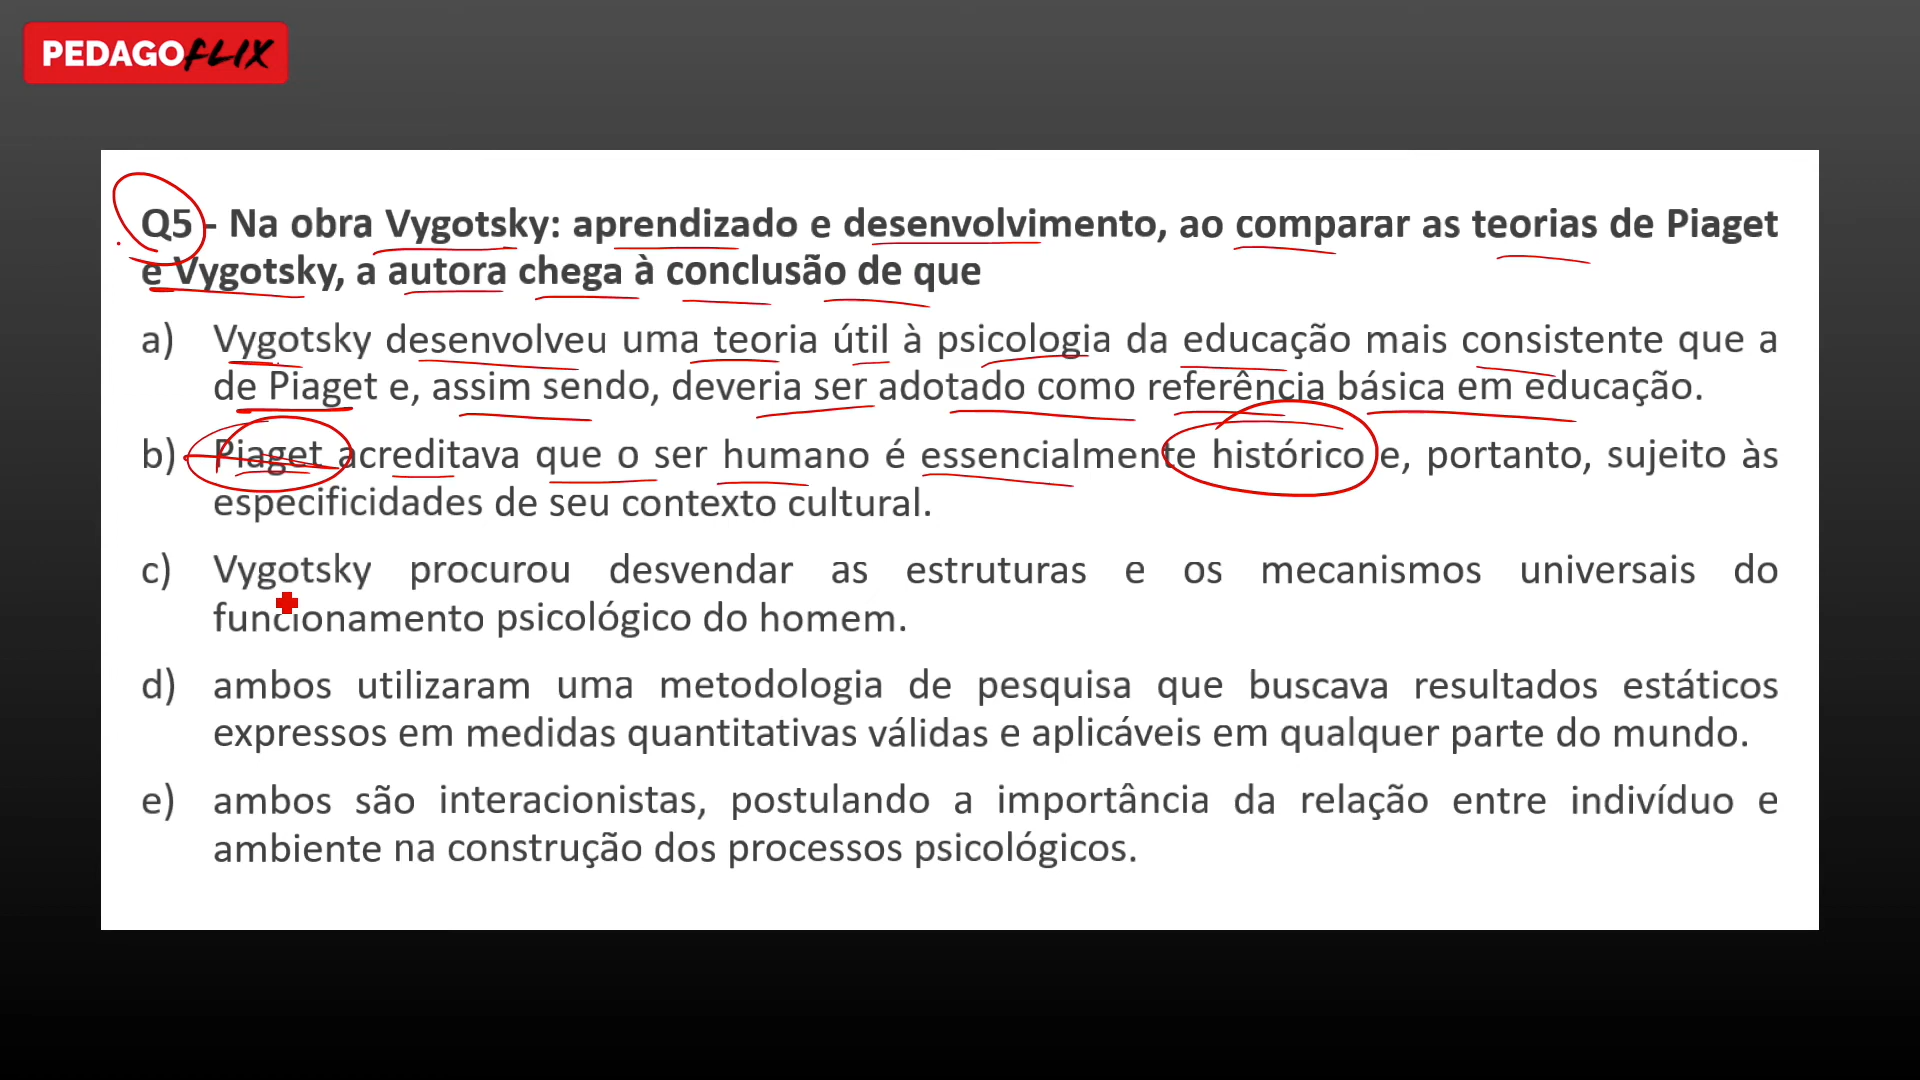 PEDAGOFLIX
Q5 - Na obra Vygotsky: aprendizado e desenvolvimento, ao comparar as teorias de Piaget
e Vygotsky, a autora chega à conclusão de que
a) Vygotsky desenvolveu uma teoria útil à psicologia da educação mais consistente que a
de Piaget e, assim sendo, deveria ser adotado como referência básica em educação.
b) Piaget acreditava que o ser humano é essencialmente histórico e, portanto, sujeito às
especificidades de seu contexto cultural.
c) Vygotsky procurou desvendar as estruturas e os mecanismos universais do
funcionamento psicológico do homem.
d) ambos utilizaram uma metodologia de pesquisa que buscava resultados estáticos
expressos em medidas quantitativas válidas e aplicáveis em qualquer parte do mundo.
e) ambos são interacionistas, postulando a importância da relação entre indivíduo e
ambiente na construção dos processos psicológicos.